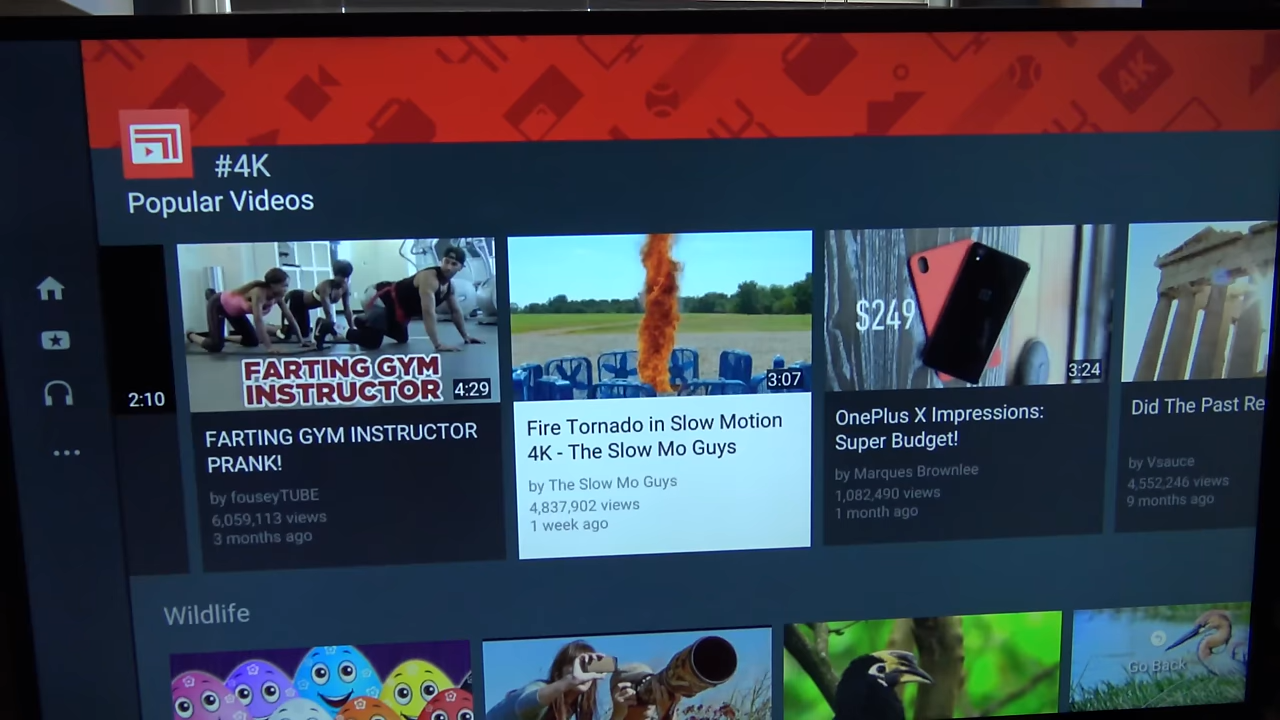 4K
#4K
Popular Videos
2:10
FARTING GYM
INSTRUCTOR
4:29
FARTING GYM INSTRUCTOR
PRANK!
by fouseyTUBE
6,059,113 views
3 months ago
3:07
Fire Tornado in Slow Motion
4K - The Slow Mo Guys
by The Slow Mo Guys
4,837,902 views
1 week ago
$249
3:24
OnePlus X Impressions:
Super Budget!
by Marques Brownlee
1,082,490 views
1 month ago
Did The Past Re
by Vsauce
4,552,246 views
9 months ago
Wildlife
Go Back